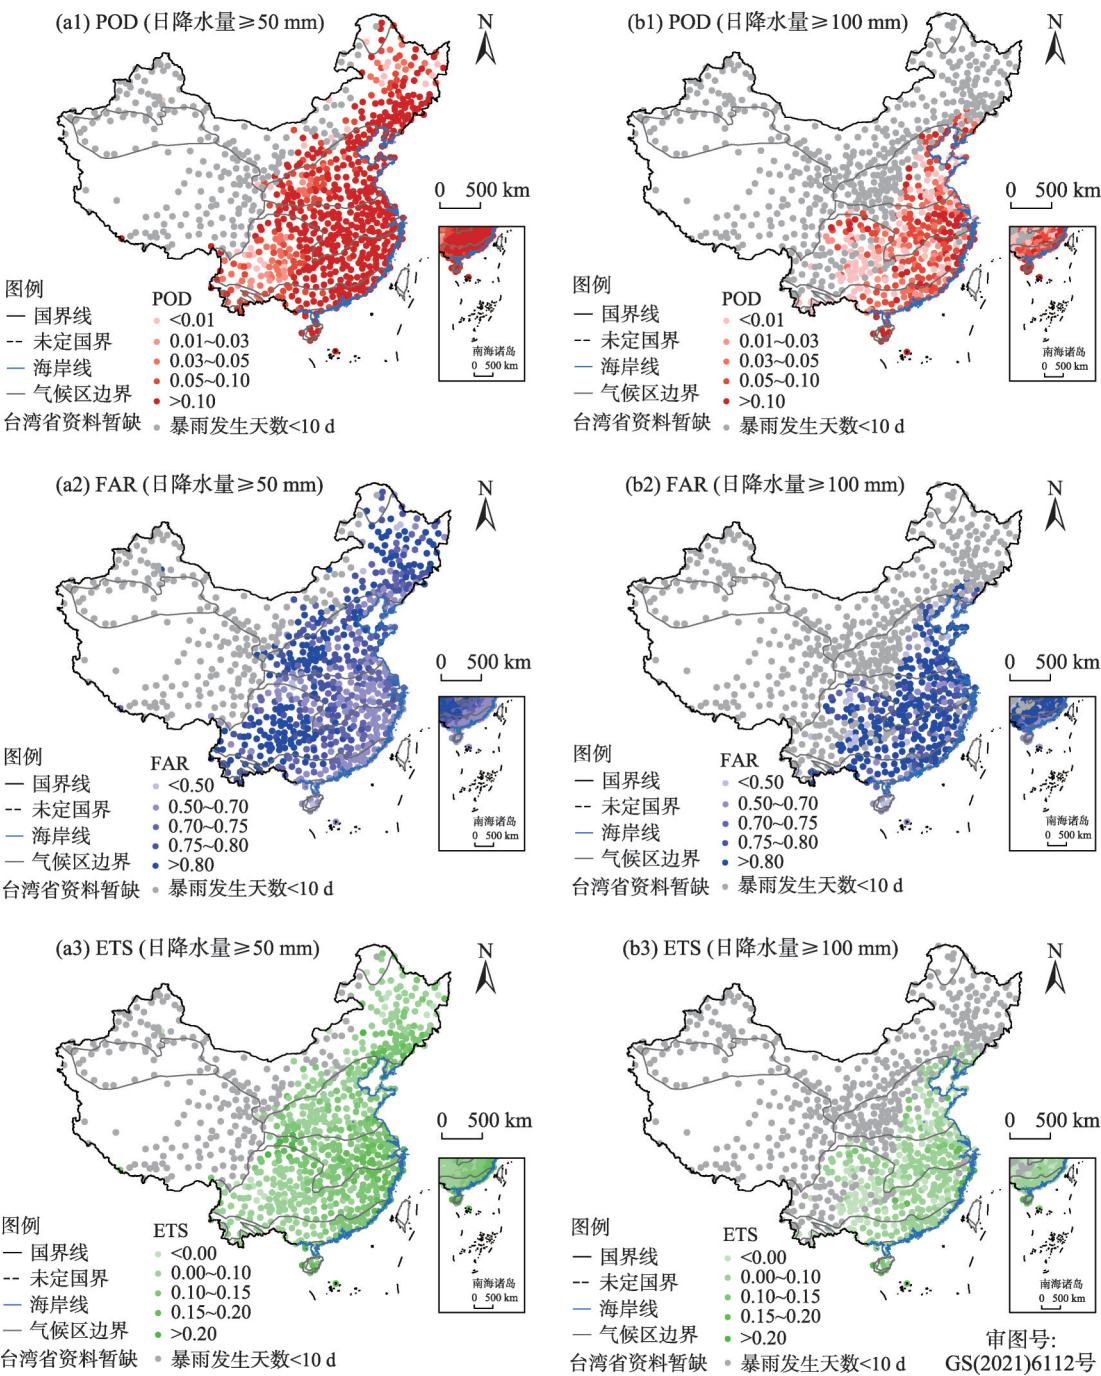 (a1) POD (日降水量≥50 mm)
N
0 500 km
图例
国界线
未定国界
海岸线
气候区边界
台湾省资料暂缺
POD
<0.01
0.01~0.03
0.03~0.05
0.05~0.10
>0.10
暴雨发生天数<10 d
南海诸岛
0 500 km
(b1) POD (日降水量≥100 mm)
N
0 500 km
图例
国界线
未定国界
海岸线
气候区边界
台湾省资料暂缺
POD
<0.01
0.01~0.03
0.03~0.05
0.05~0.10
>0.10
暴雨发生天数<10 d
南海诸岛
0 500 km
(a2) FAR (日降水量≥50 mm)
N
0 500 km
图例
国界线
未定国界
海岸线
气候区边界
台湾省资料暂缺
FAR
<0.50
0.50~0.70
0.70~0.75
0.75~0.80
>0.80
暴雨发生天数<10 d
南海诸岛
0 500 km
(b2) FAR (日降水量≥100 mm)
N
0 500 km
图例
国界线
未定国界
海岸线
气候区边界
台湾省资料暂缺
FAR
<0.50
0.50~0.70
0.70~0.75
0.75~0.80
>0.80
暴雨发生天数<10 d
南海诸岛
0 500 km
(a3) ETS (日降水量≥50 mm)
N
0 500 km
图例
国界线
未定国界
海岸线
气候区边界
台湾省资料暂缺
ETS
<0.00
0.00~0.10
0.10~0.15
0.15~0.20
>0.20
暴雨发生天数<10 d
南海诸岛
0 500 km
(b3) ETS (日降水量≥100 mm)
N
0 500 km
图例
国界线
未定国界
海岸线
气候区边界
台湾省资料暂缺
ETS
<0.00
0.00~0.10
0.10~0.15
0.15~0.20
>0.20
暴雨发生天数<10 d
南海诸岛
0 500 km
审图号:
GS(2021)6112号